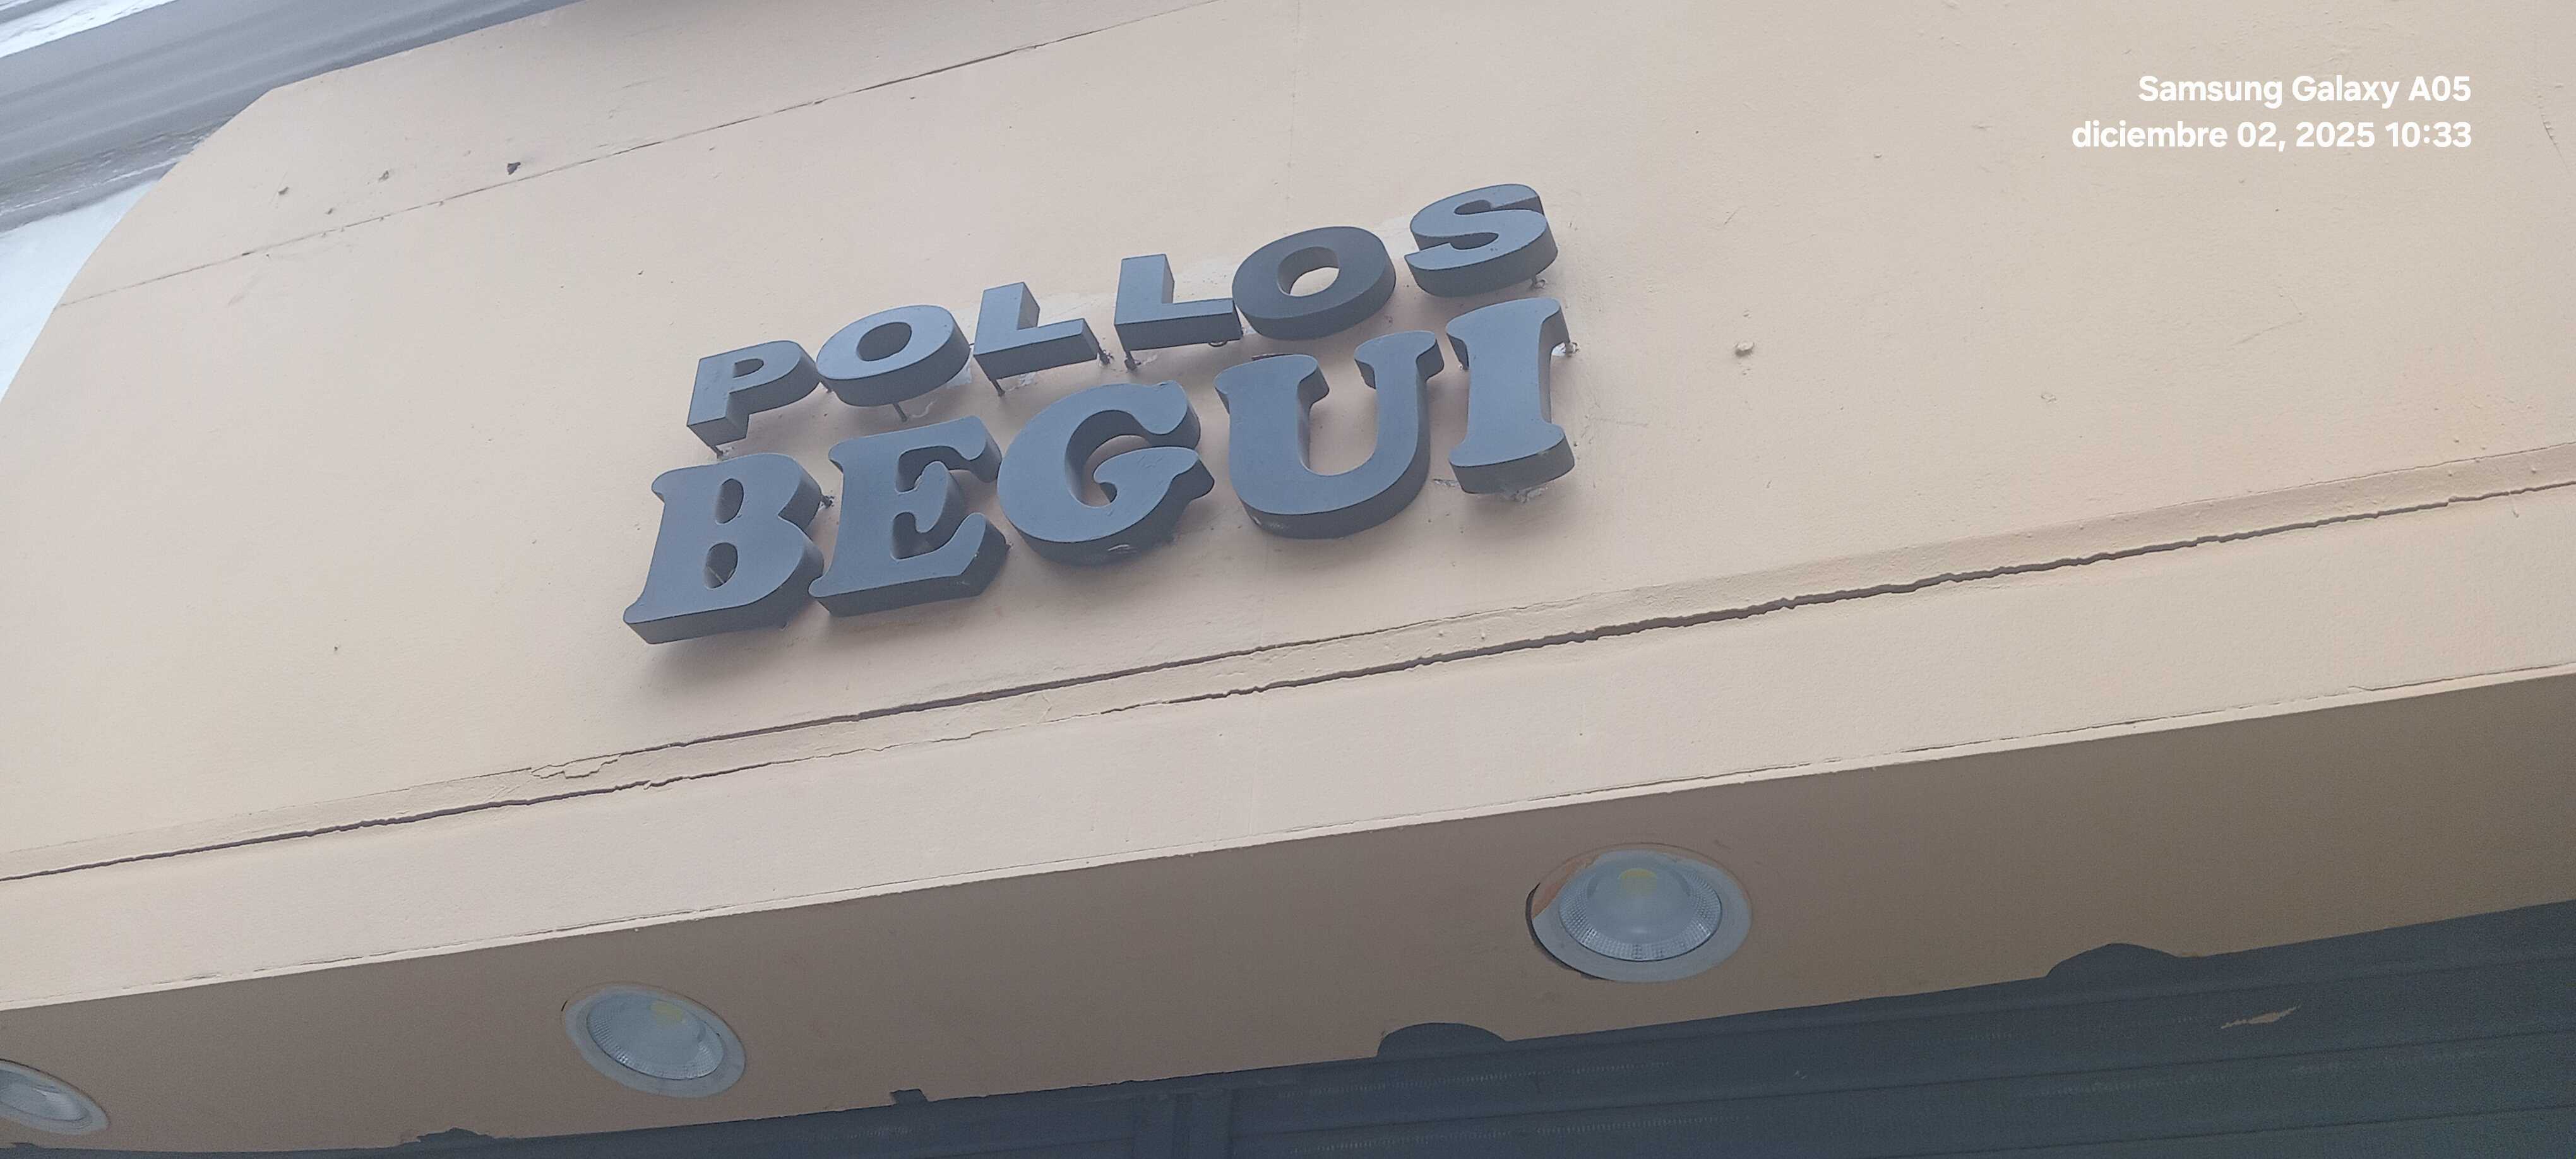 Samsung Galaxy A05
diciembre 02, 2025 10:33
POLLOS
BEGUI